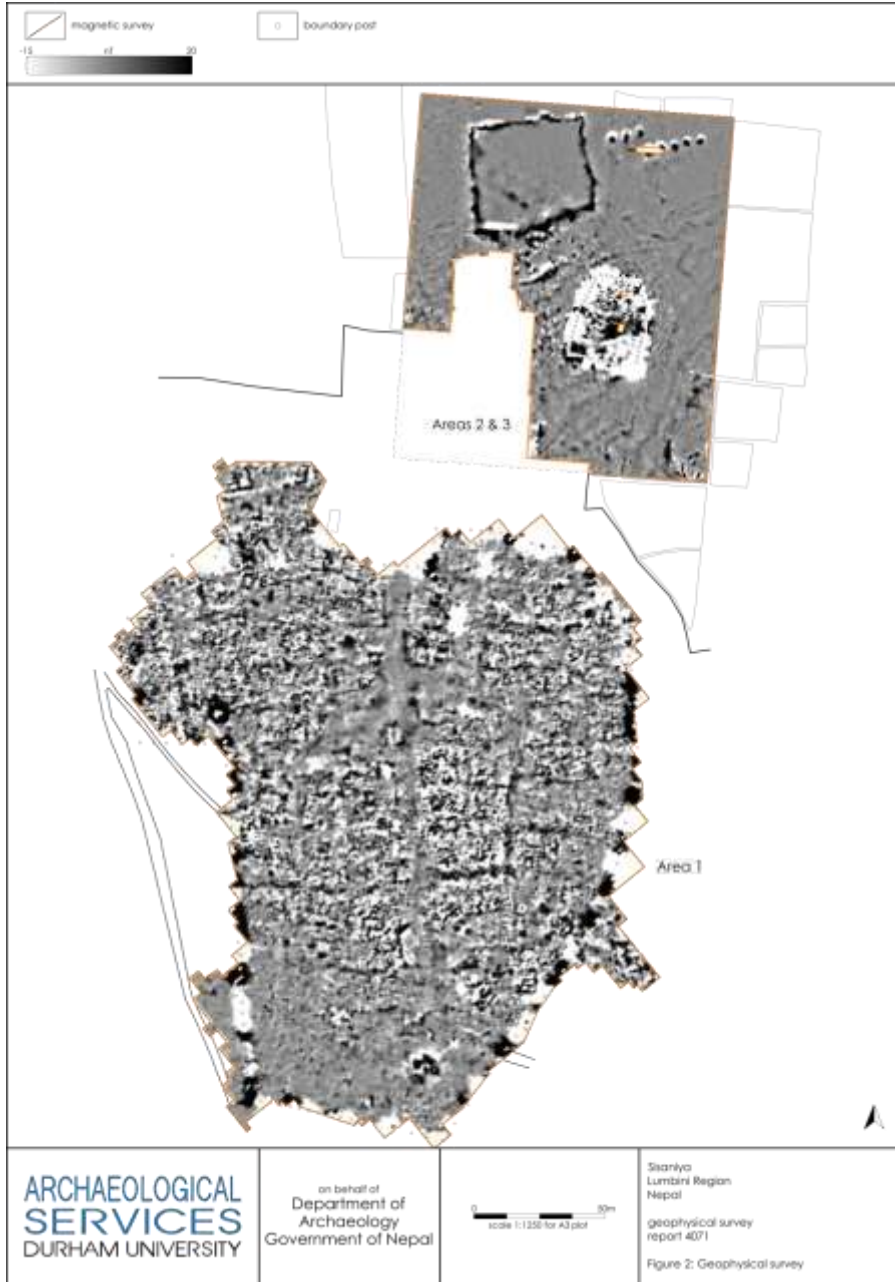 magnetic survey
boundary post
-15 nT 20
Areas 2 & 3
Area 1
ARCHAEOLOGICAL
SERVICES
DURHAM UNIVERSITY
on behalf of
Department of
Archaeology
Government of Nepal
0 50m
scale 1:1250 for A3 plot
Sisaniya
Lumbini Region
Nepal
geophysical survey
report 4071
Figure 2: Geophysical survey